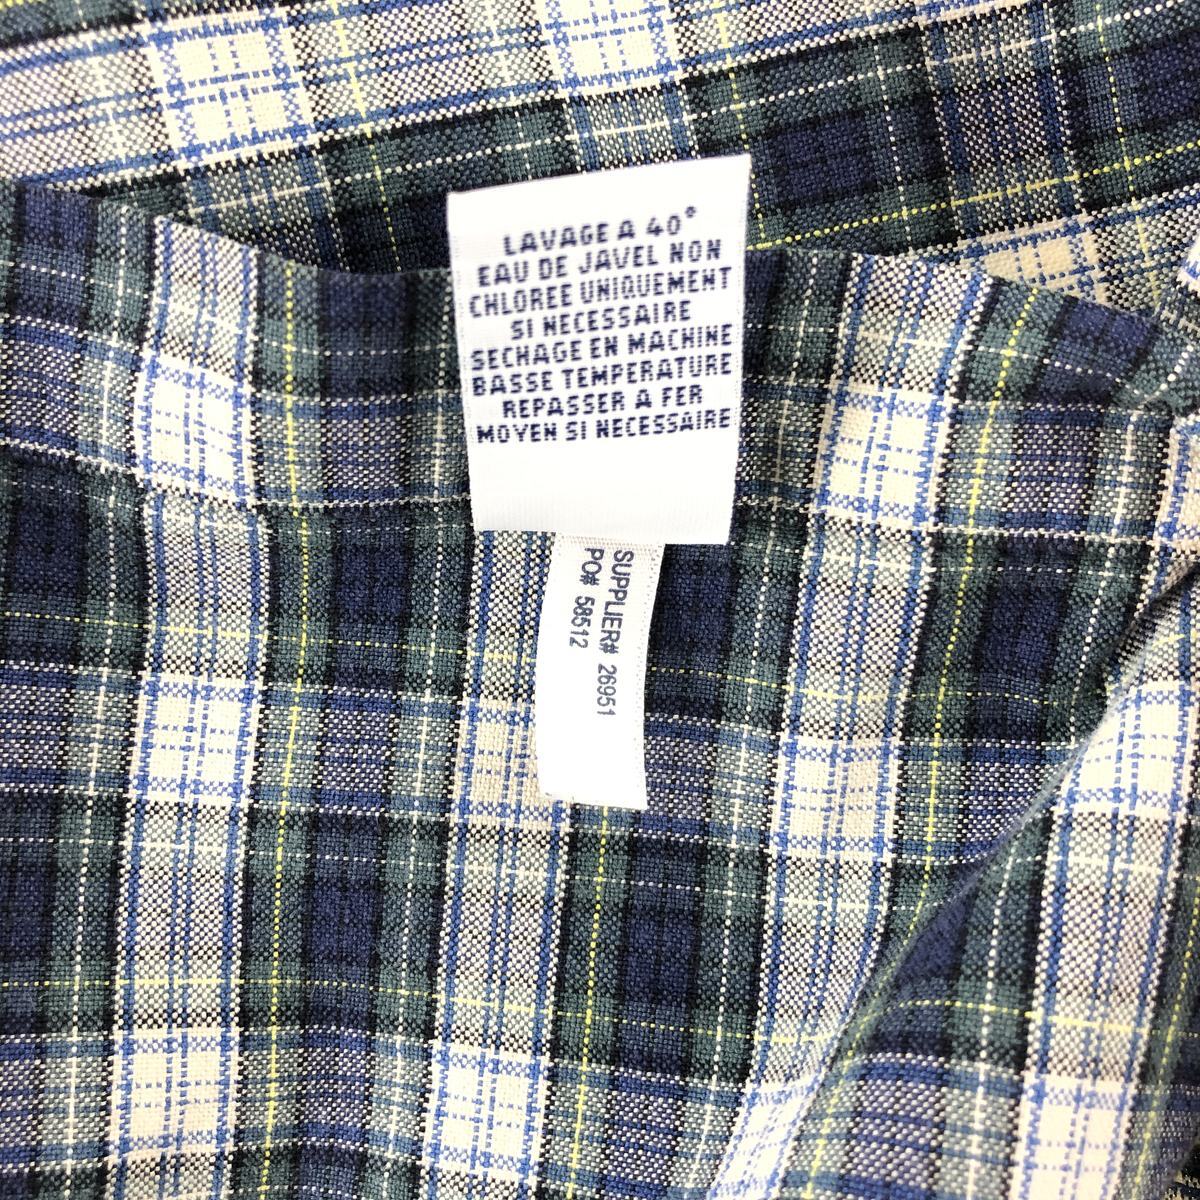 LAVAGE A 40°
EAU DE JAVEL NON
CHLOREE UNIQUEMENT
SI NECESSAIRE
SECHAGE EN MACHINE
BASSE TEMPERATURE
REPASSER A FER
MOYEN SI NECESSAIRE
SUPPLIER# 26951
PO# 58512